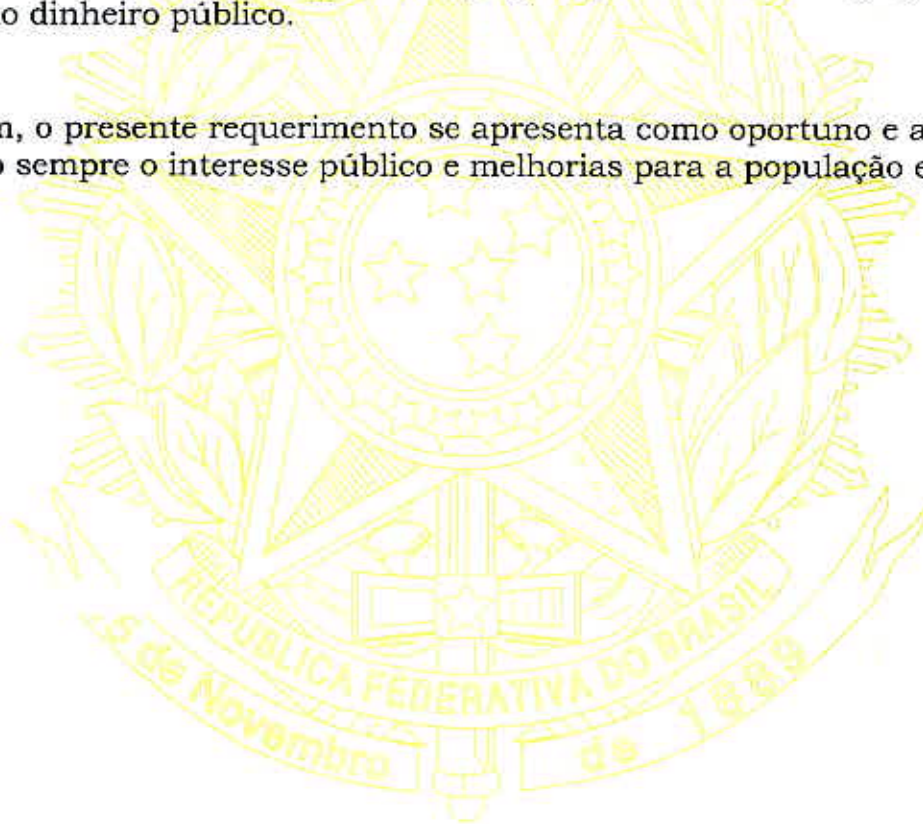 o dinheiro público.
, o presente requerimento se apresenta como oportuno e a
sempre o interesse público e melhorias para a população e
REPÚBLICA FEDERATIVA DO BRASIL
5 de Novembro de 1889